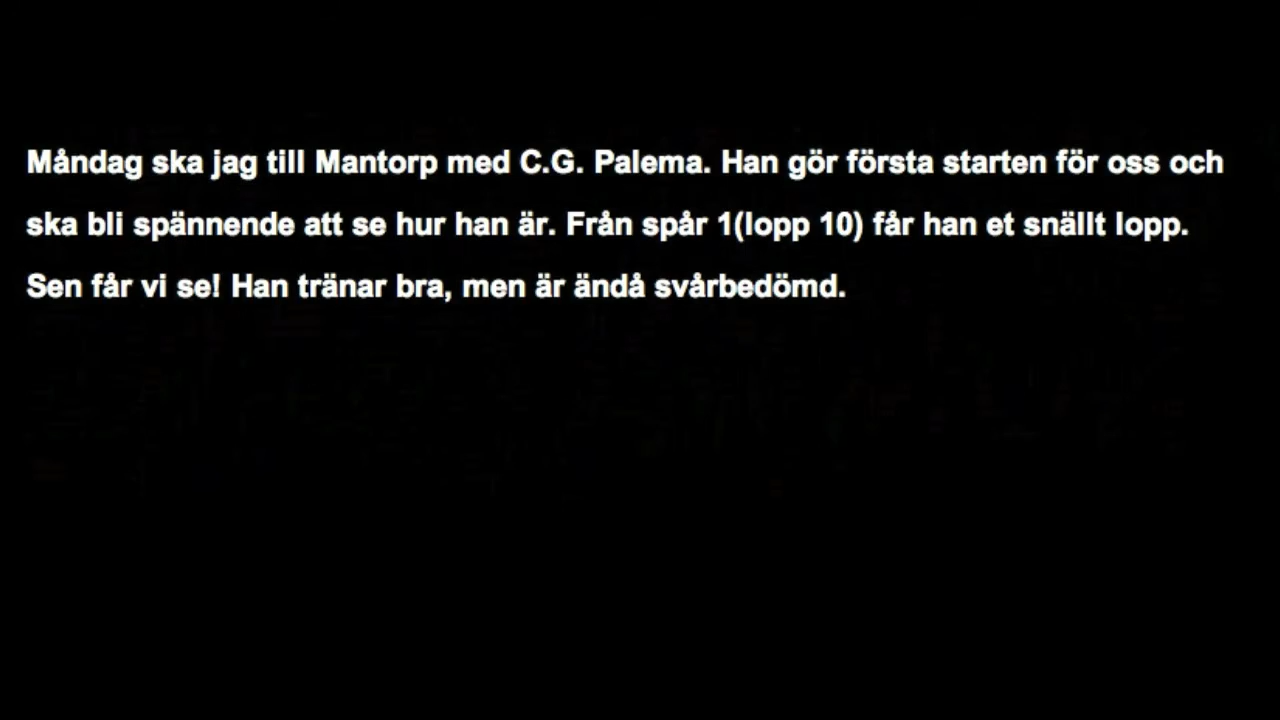 Måndag ska jag till Mantorp med C.G. Palema. Han gör första starten för oss och
ska bli spännende att se hur han är. Från spår 1(lopp 10) får han et snällt lopp.
Sen får vi se! Han tränar bra, men är ändå svårbedömd.